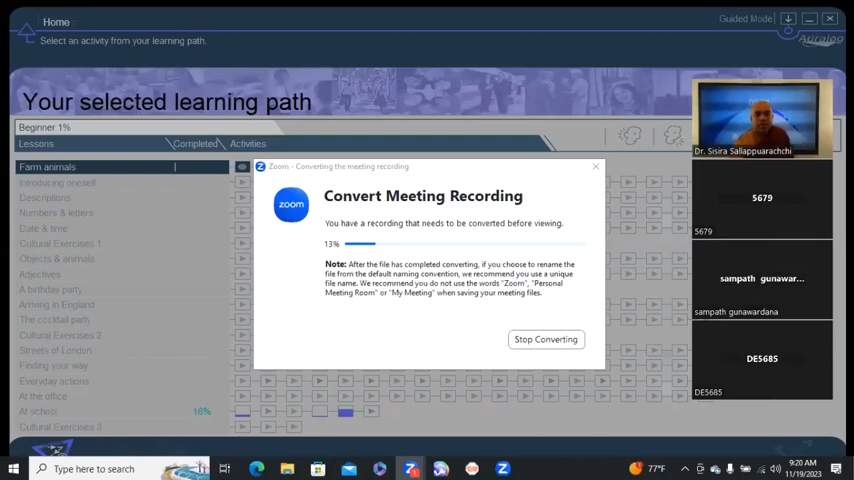 Home
Guided Mode
Select an activity from your learning path.
Auralog
Your selected learning path
Beginner 1%
Lessons
Completed
Activities
Farm animals
Introducing oneself
Descriptions
Numbers & letters
Date & time
Cultural Exercises 1
Objects & animals
Adjectives
A birthday party
Arriving in England
The cocktail party
Cultural Exercises 2
Streets of London
Finding your way
Everyday actions
At the office
At school 16%
Cultural Exercises 3
Zoom - Converting the meeting recording
zoom
Convert Meeting Recording
You have a recording that needs to be converted before viewing.
13%
Note: After the file has completed converting, if you choose to rename the
file from the default naming convention, we recommend you use a unique
file name. We recommend you do not use the words "Zoom", "Personal
Meeting Room" or "My Meeting" when saving your meeting files.
Stop Converting
Dr. Sisira Sallappuarachchi
5679
5679
sampath gunawar...
sampath gunawardana
DE5685
DE5685
Type here to search
77°F
9:20 AM
11/19/2023